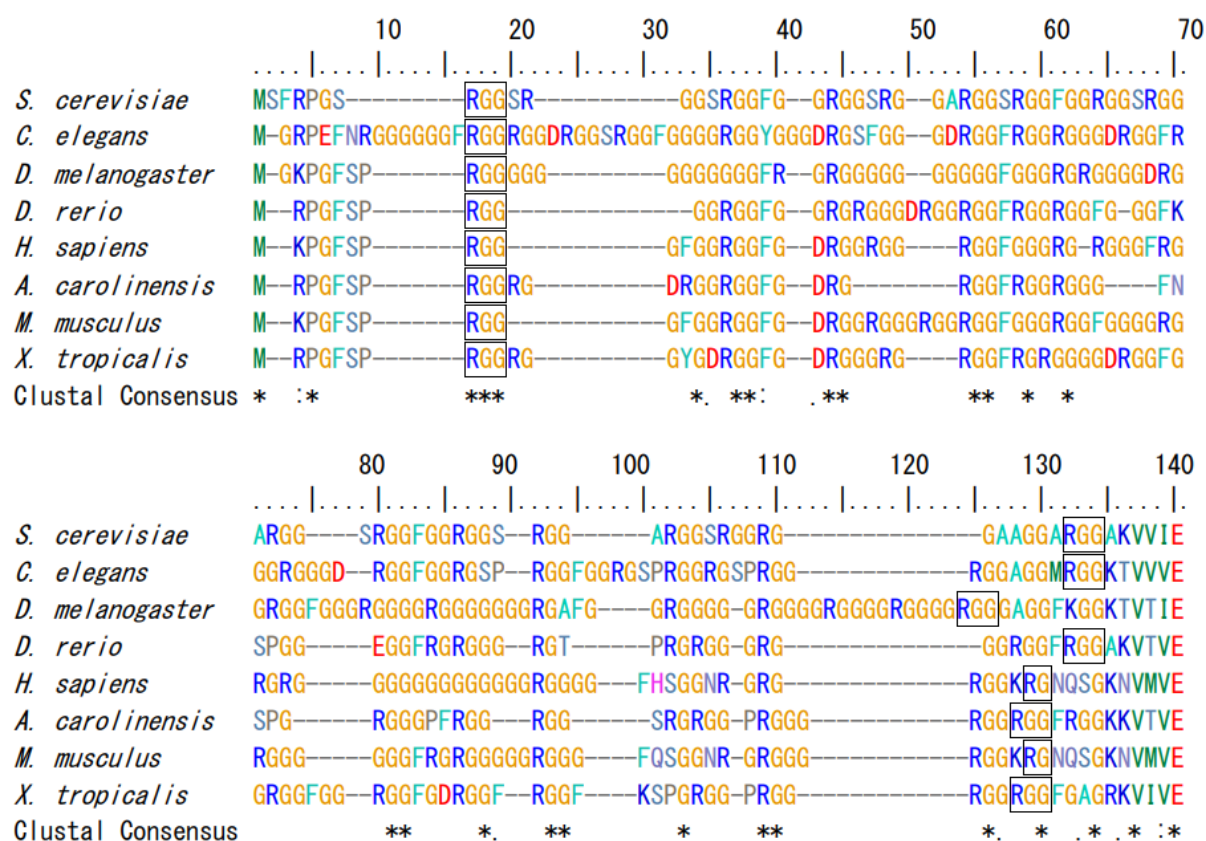 10 20 30 40 50 60 70
....|....|....|....|....|....|....|....|....|....|....|....|....|....|.
S. cerevisiae MSFRPGS---------RGGSR-----------GGSRGGFG--GRGGSRG--GARGGSRGGFGGRGGSRGG
C. elegans M-GRPEFNRGGGGGGFRGGRGGDRGGSRGGFGGGGRGGYGGGDRGSFGG--GDRGGFRGGRGGGDRGGFR
D. melanogaster M-GKPGFSP-------RGGGGG---------GGGGGGGFR--GRGGGGG--GGGGGFGGGRGRGGGGDRG
D. rerio M--RPGFSP-------RGG--------------GGRGGFG--GRGRGGGDRGGRGGFRGGRGGFG-GGFK
H. sapiens M--KPGFSP-------RGG------------GFGGRGGFG--DRGGRGG----RGGFGGGRG-RGGGFRG
A. carolinensis M--RPGFSP-------RGGRG----------DRGGRGGFG--DRG--------RGGFRGGRGGG----FN
M. musculus M--KPGFSP-------RGG------------GFGGRGGFG--DRGGRGGGRGGRGGFGGGRGGFGGGGRG
X. tropicalis M--RPGFSP-------RGGRG----------GYGDRGGFG--DRGGGRG----RGGFRGRGGGGDRGGFG
Clustal Consensus * :* *** *. **: .** ** * *
80 90 100 110 120 130 140
....|....|....|....|....|....|....|....|....|....|....|....|....|....|
S. cerevisiae ARGG----SRGGFGGRGGS--RGG------ARGGSRGGRG---------------GAAGGARGGAKVVIE
C. elegans GGRGGGD--RGGFGGRGSP--RGGFGGRGSPRGGRGSPRGG-------------RGGAGGMRGGKTVVVE
D. melanogaster GRGGFGGGRGGGGRGGGGGGGRGAFG----GRGGGG-GRGGGGRGGGGRGGGGRGGGAGGFKGGKTVTIE
D. rerio SPGG-----EGGFRGRGGG--RGT------PRGRGG-GRG---------------GGRGGFRGGAKVTVE
H. sapiens RGRG-----GGGGGGGGGGGGRGGGG---FHSGGNR-GRG--------------RGGKRGNQSGKNVMVE
A. carolinensis SPG------RGGGPFRGG---RGG------SRGRGG-PRGGG------------RGGRGGFRGGKKVTVE
M. musculus RGGG-----GGGFRGRGGGGGRGGG----FQSGGNR-GRGGG------------RGGKRGNQSGKNVMVE
X. tropicalis GRGGFGG--RGGFGDRGGF--RGGF----KSPGRGG-PRGG-------------RGGRGGFGAGRKVIVE
Clustal Consensus ** *. ** * ** *. * .* .* :*